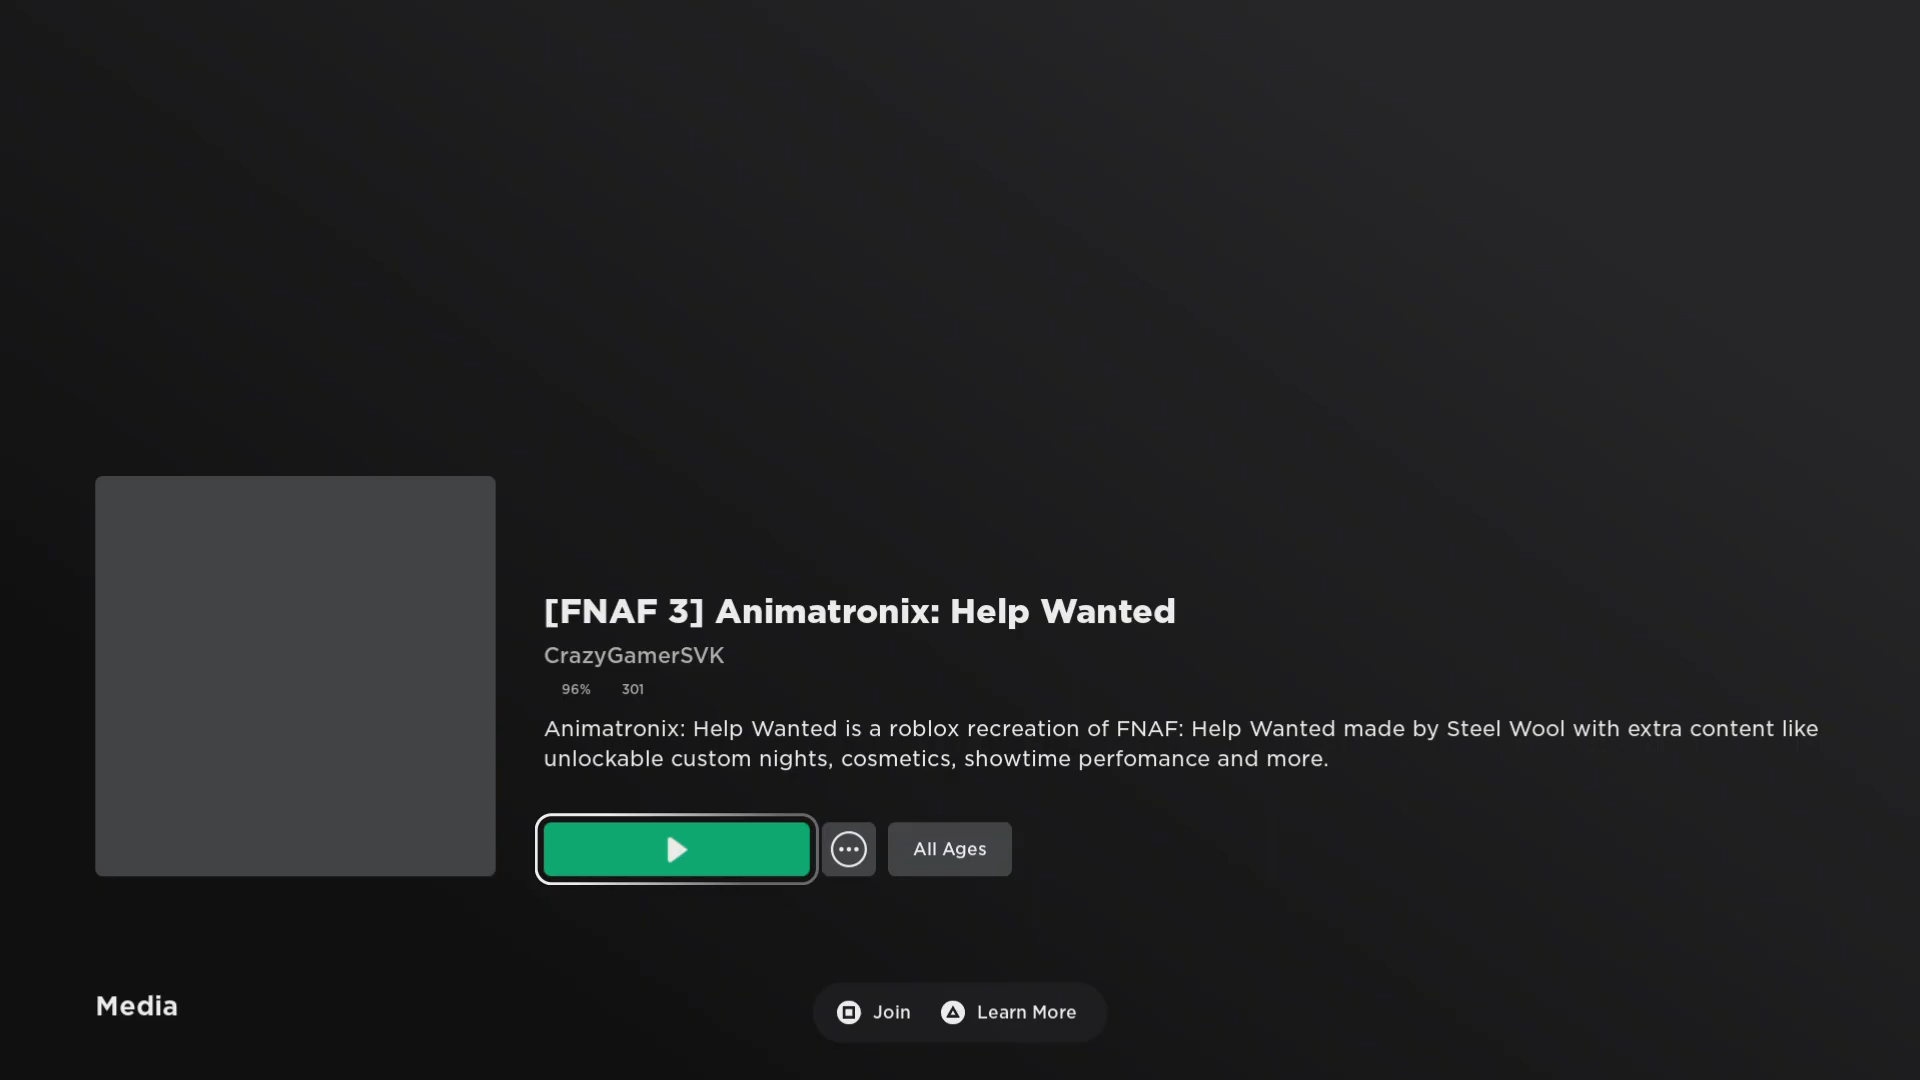 [FNAF 3] Animatronix: Help Wanted
CrazyGamerSVK
96% 301
Animatronix: Help Wanted is a roblox recreation of FNAF: Help Wanted made by Steel Wool with extra content like
unlockable custom nights, cosmetics, showtime perfomance and more.
All Ages
Media
Join
Learn More